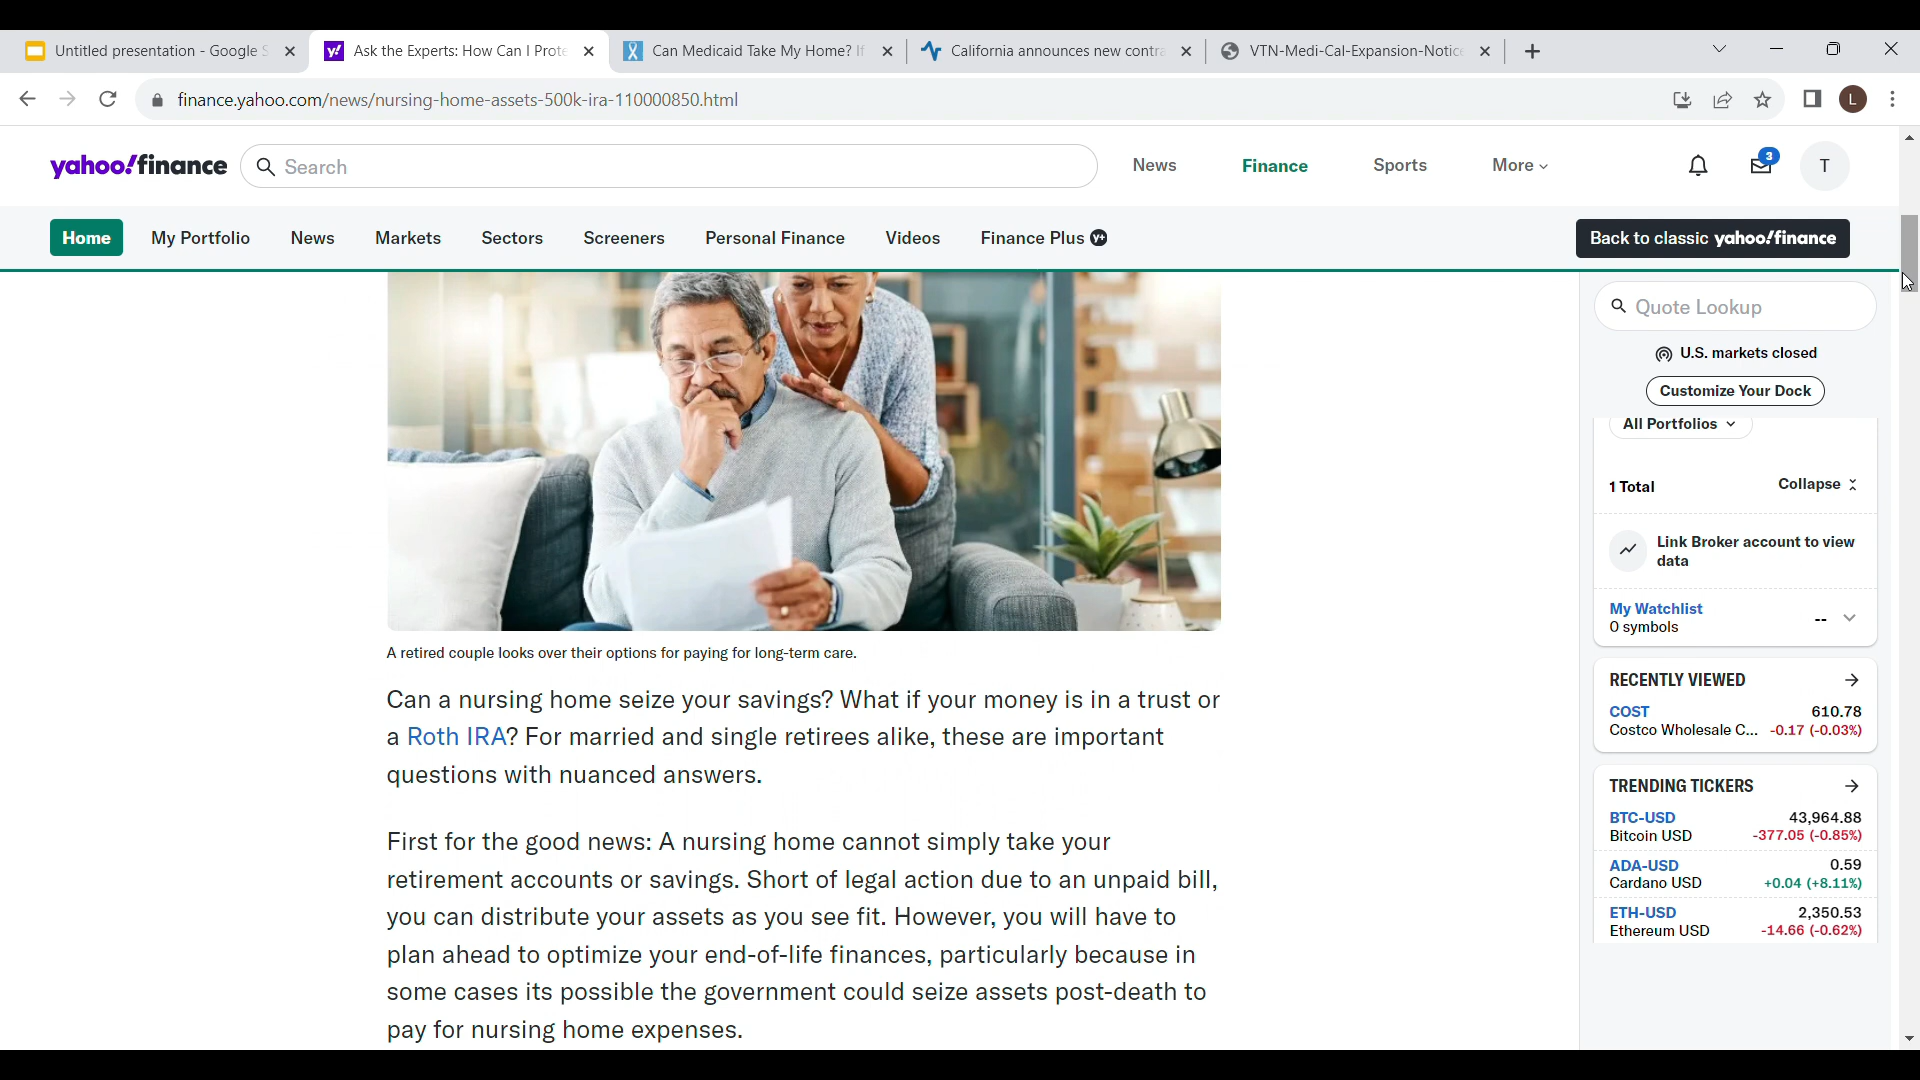 Untitled presentation - Google S
Ask the Experts: How Can I Prote
Can Medicaid Take My Home? If
California announces new contra
VTN-Medi-Cal-Expansion-Notice
finance.yahoo.com/news/nursing-home-assets-500k-ira-110000850.html
L
yahoo!finance
Search
News
Finance
Sports
More
3
T
Home
My Portfolio
News
Markets
Sectors
Screeners
Personal Finance
Videos
Finance Plus Y+
Back to classic yahoo!finance
A retired couple looks over their options for paying for long-term care.
Can a nursing home seize your savings? What if your money is in a trust or
a Roth IRA? For married and single retirees alike, these are important
questions with nuanced answers.
First for the good news: A nursing home cannot simply take your
retirement accounts or savings. Short of legal action due to an unpaid bill,
you can distribute your assets as you see fit. However, you will have to
plan ahead to optimize your end-of-life finances, particularly because in
some cases its possible the government could seize assets post-death to
pay for nursing home expenses.
Quote Lookup
U.S. markets closed
Customize Your Dock
All Portfolios
1 Total Collapse
Link Broker account to view
data
My Watchlist
0 symbols --
RECENTLY VIEWED
COST 610.78
Costco Wholesale C... -0.17 (-0.03%)
TRENDING TICKERS
BTC-USD 43,964.88
Bitcoin USD -377.05 (-0.85%)
ADA-USD 0.59
Cardano USD +0.04 (+8.11%)
ETH-USD 2,350.53
Ethereum USD -14.66 (-0.62%)